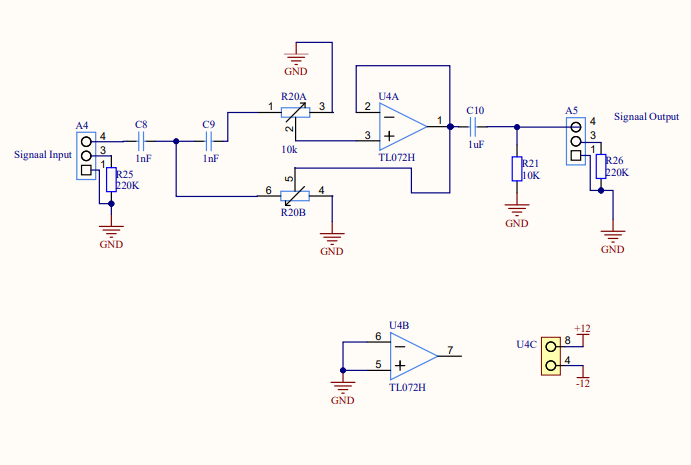 GND
R20A
1
3
2
10k
U4A
2
3
1
TL072H
A4
4
3
1
Signaal Input
C8
1nF
C9
1nF
R25
220K
GND
C10
1uF
A5
4
3
1
Signaal Output
R21
10K
GND
R26
220K
GND
5
6
4
R20B
GND
U4B
6
5
7
TL072H
GND
U4C
8
4
+12
-12